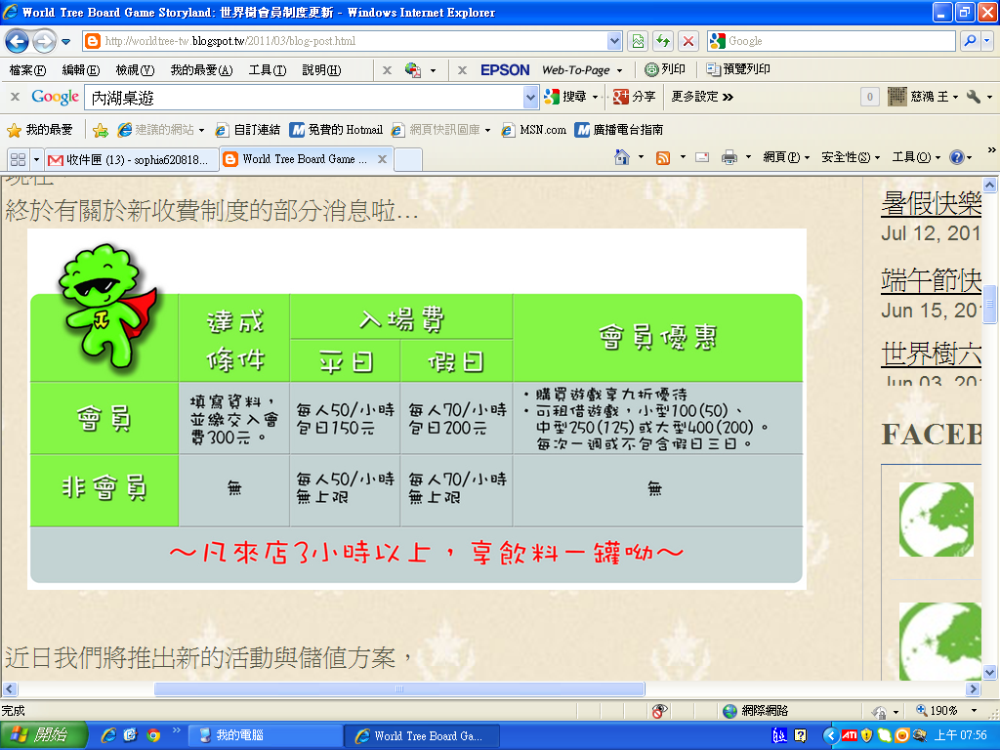 World Tree Board Game Storyland: 世界樹會員制度更新 - Windows Internet Explorer
http://worldtree-tw.blogspot.tw/2011/03/blog-post.html
Google
檔案(F) 編輯(E) 檢視(V) 我的最愛(A) 工具(T) 說明(H)
x
x EPSON Web-To-Page
列印 預覽列印
x Google 內湖桌遊 搜尋 分享 更多設定 » 0 慈鴻 王
我的最愛 建議的網站 自訂連結 免費的 Hotmail 網頁快訊圖庫 MSN.com 廣播電台指南
收件匣 (13) - sophia620818... World Tree Board Game ... x
網頁(P) 安全性(S) 工具(O) »
現在
終於有關於新收費制度的部分消息啦...
達成
條件
入場費
平日 假日
會員優惠
會員
填寫資料，
並繳交入會
費300元。
每人50/小時
包日150元
每人70/小時
包日200元
・購買遊戲享九折優待
・可租借遊戲，小型100(50)、
中型250(125)或大型400(200)。
每次一週或不包含假日三日。
非會員
無
每人50/小時
無上限
每人70/小時
無上限
無
～凡來店3小時以上，享飲料一罐呦～
近日我們將推出新的活動與儲值方案，
暑假快樂
Jul 12, 201
端午節快
Jun 15, 201
世界樹六
Jun 03, 201
FACEB
完成 網際網路 190%
開始 » 我的電腦 World Tree Board Ga... ATI 上午 07:56